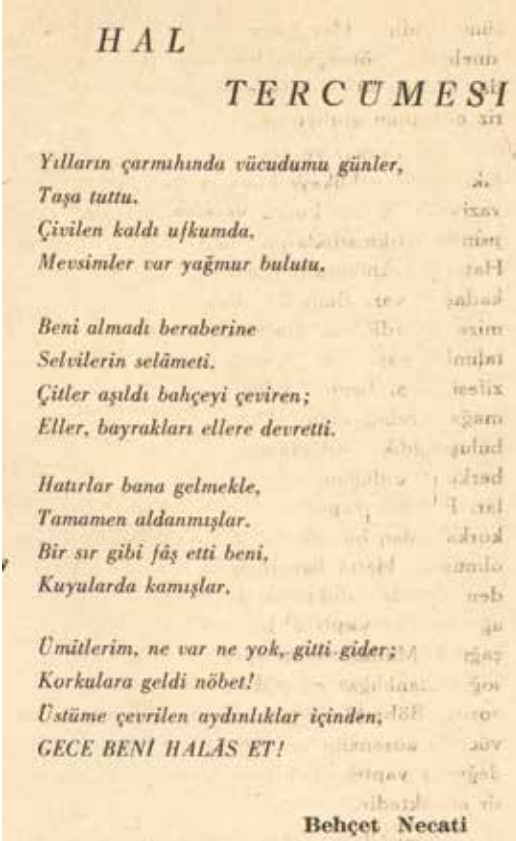 HAL
TERCÜMESİ
Yılların çarmıhında vücudumu günler,
Taşa tuttu.
Çivilen kaldı ufkumda,
Mevsimler var yağmur bulutu.
Beni almadı beraberine
Selvilerin selâmeti.
Çitler aşıldı bahçeyi çeviren;
Eller, bayrakları ellere devretti.
Hatırlar bana gelmekle,
Tamamen aldanmışlar.
Bir sır gibi fâş etti beni,
Kuyularda kamışlar.
Ümitlerim, ne var ne yok, gitti gider;
Korkulara geldi nöbet!
Üstüme çevrilen aydınlıklar içinden;
GECE BENİ HALÂS ET!
Behçet Necati